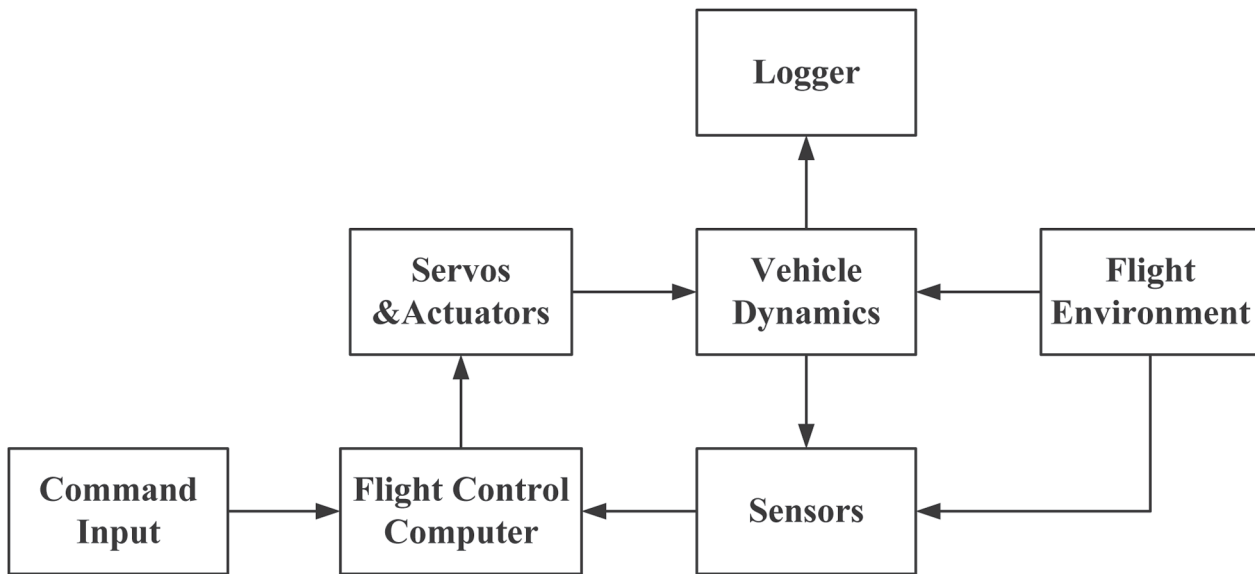 Logger
Servos
&Actuators
Vehicle
Dynamics
Flight
Environment
Command
Input
Flight Control
Computer
Sensors